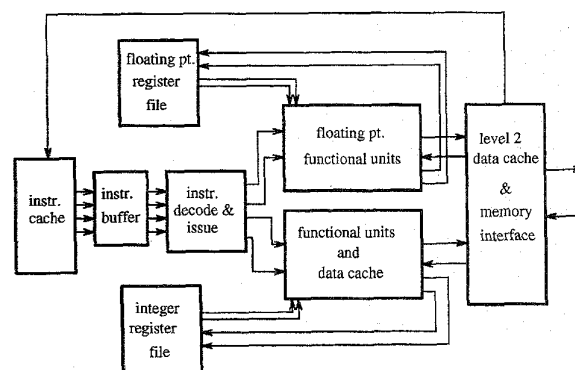 floating pt.
register
file
floating pt.
functional units
level 2
data cache
&
memory
interface
instr.
cache
instr.
buffer
instr.
decode &
issue
functional units
and
data cache
integer
register
file